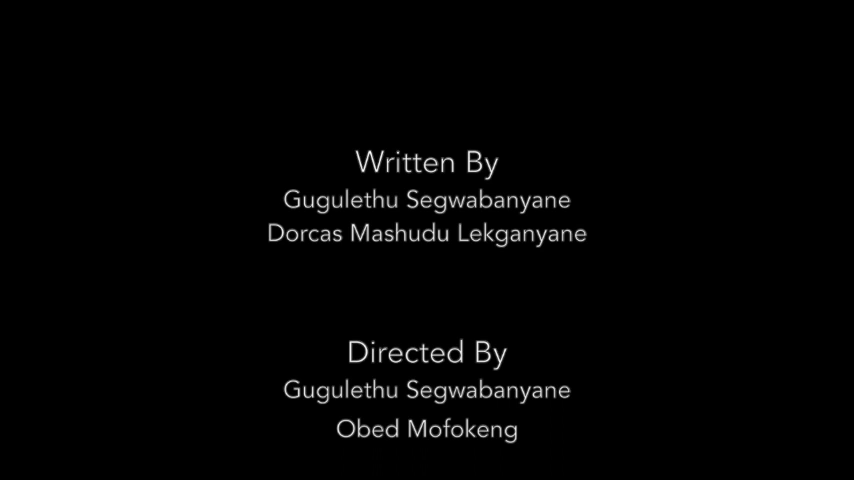 Written By
Gugulethu Segwabanyane
Dorcas Mashudu Lekganyane
Directed By
Gugulethu Segwabanyane
Obed Mofokeng